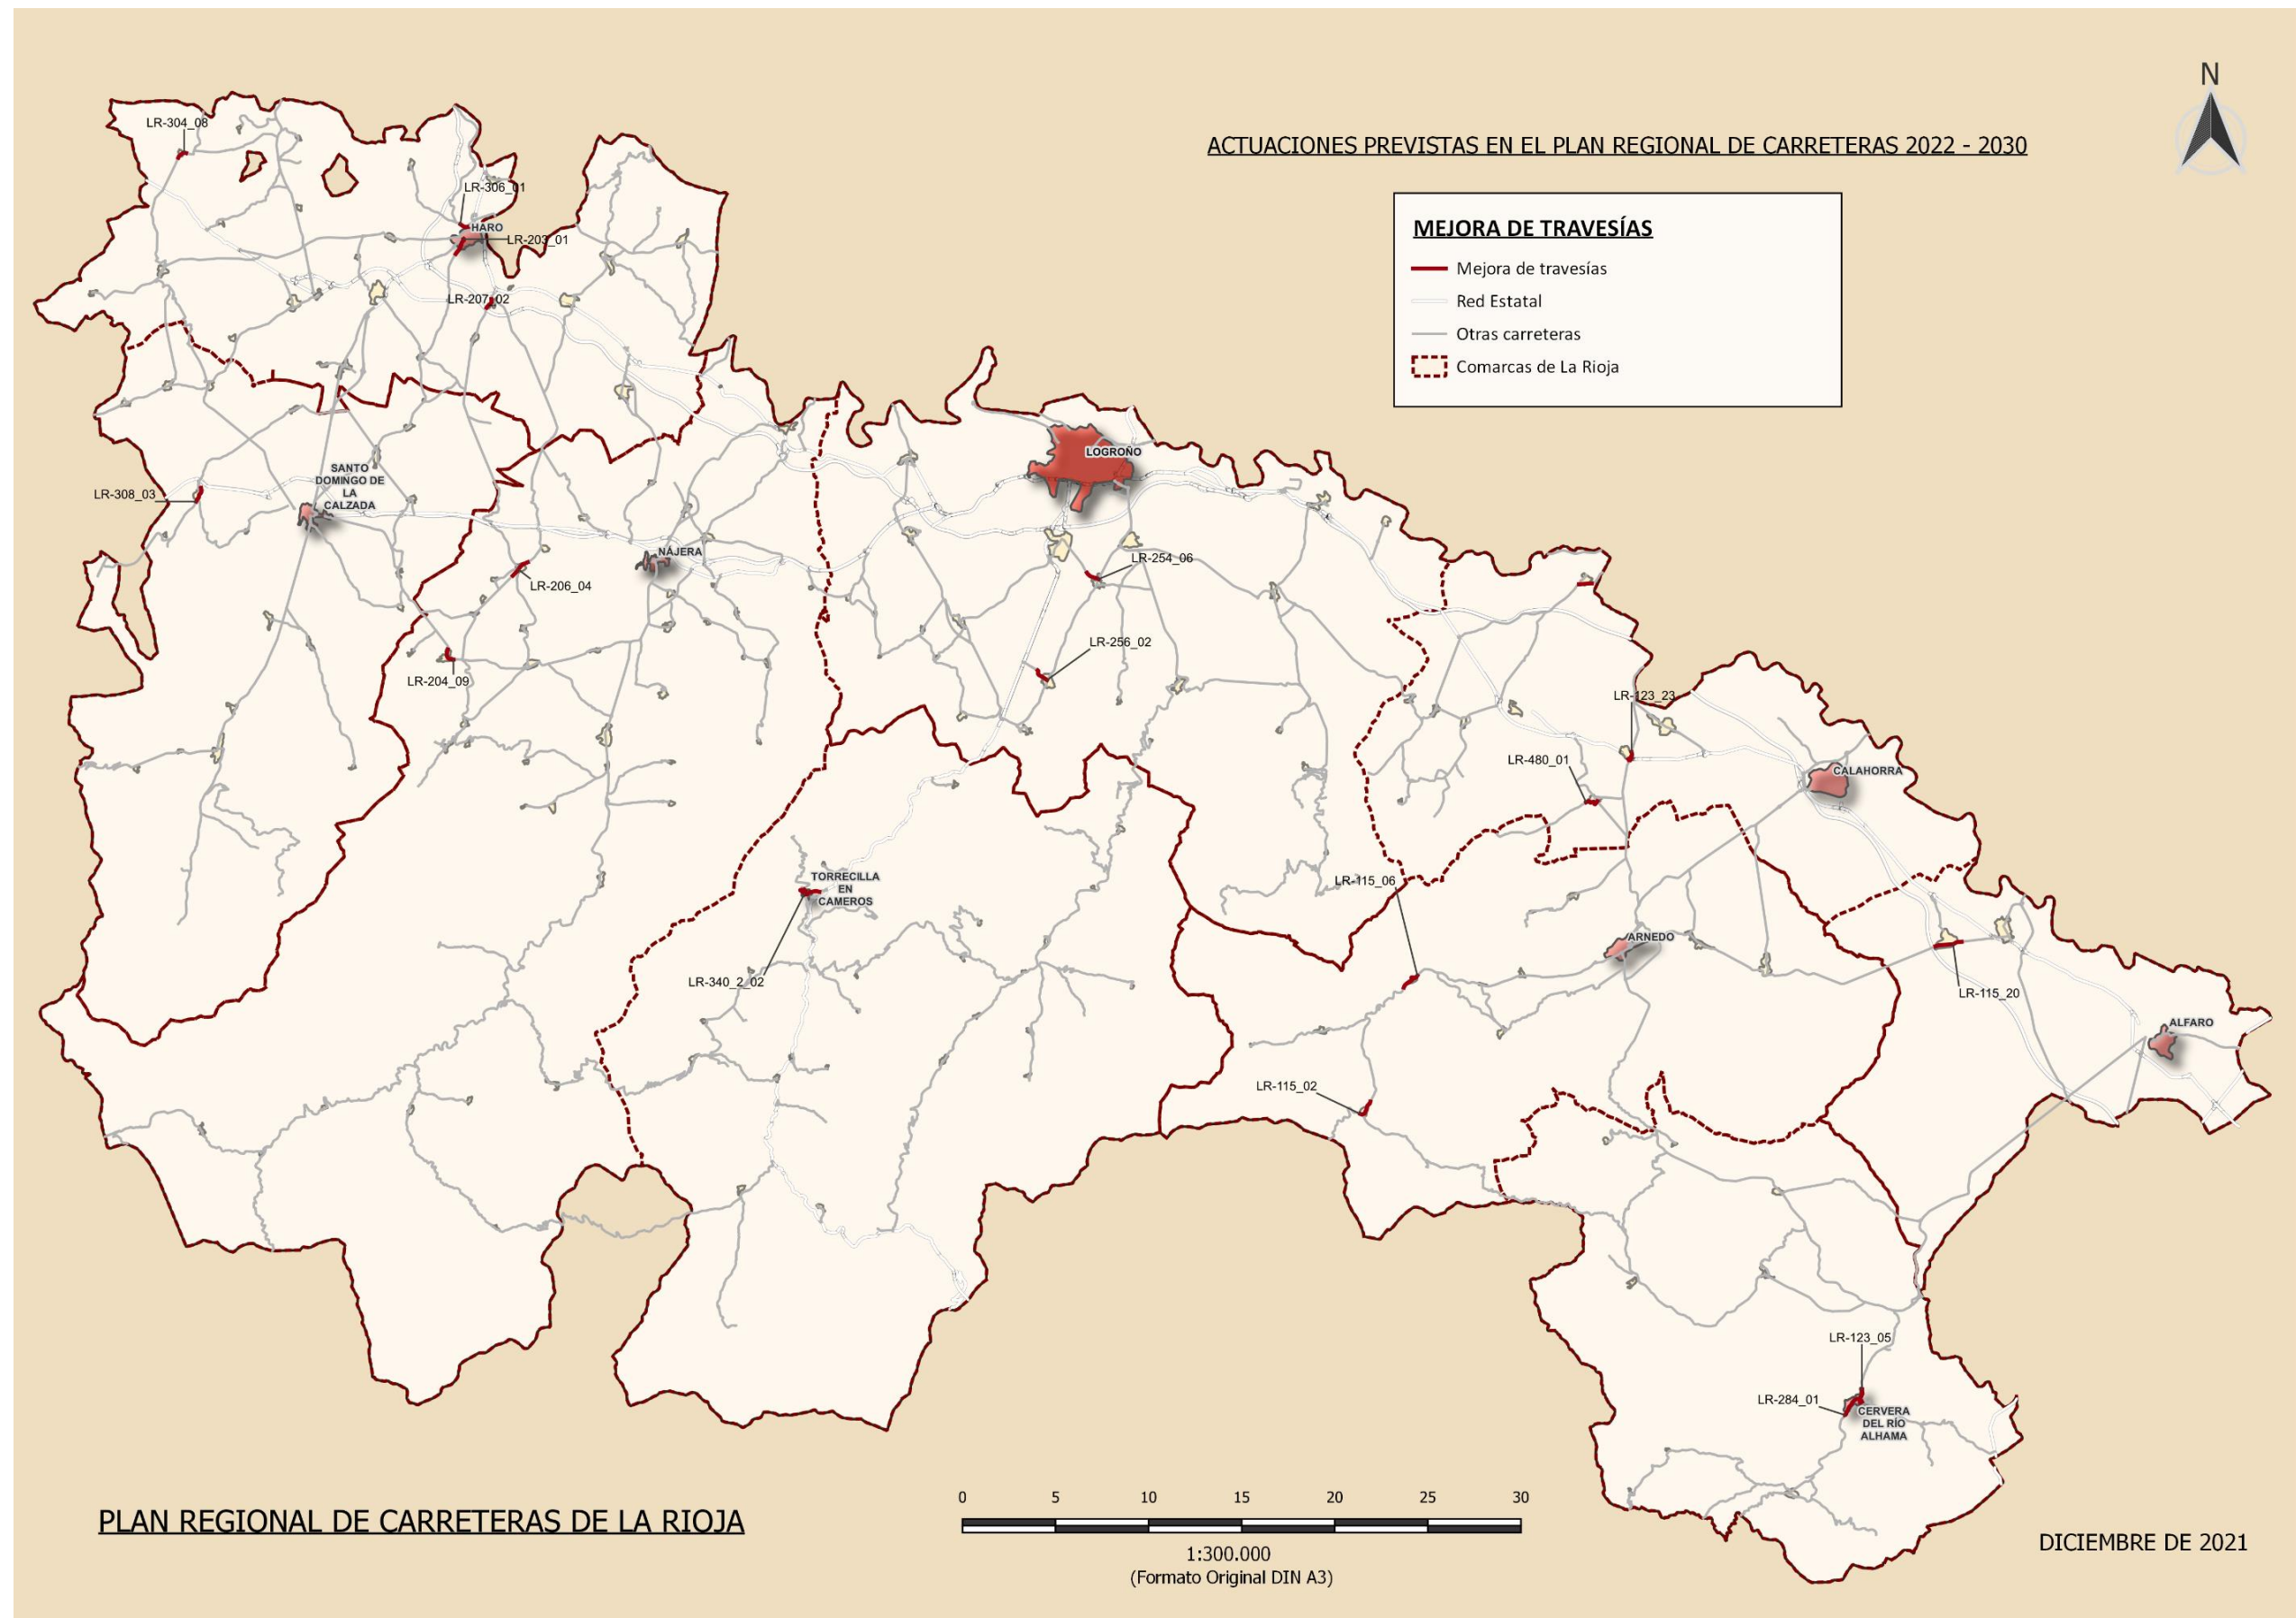 N
ACTUACIONES PREVISTAS EN EL PLAN REGIONAL DE CARRETERAS 2022 - 2030
MEJORA DE TRAVESÍAS
Mejora de travesías
Red Estatal
Otras carreteras
Comarcas de La Rioja
LR-304_08
LR-306_01
HARO
LR-203_01
LR-207_02
LOGROÑO
SANTO
DOMINGO DE
LA
CALZADA
LR-308_03
NÁJERA
LR-254_06
LR-206_04
LR-256_02
LR-204_09
LR-123_23
LR-480_01
CALAHORRA
TORRECILLA
EN
CAMEROS
LR-115_06
ARNEDO
LR-340_2_02
LR-115_20
ALFARO
LR-115_02
LR-123_05
LR-284_01
CERVERA
DEL RÍO
ALHAMA
PLAN REGIONAL DE CARRETERAS DE LA RIOJA
0 5 10 15 20 25 30
1:300.000
(Formato Original DIN A3)
DICIEMBRE DE 2021